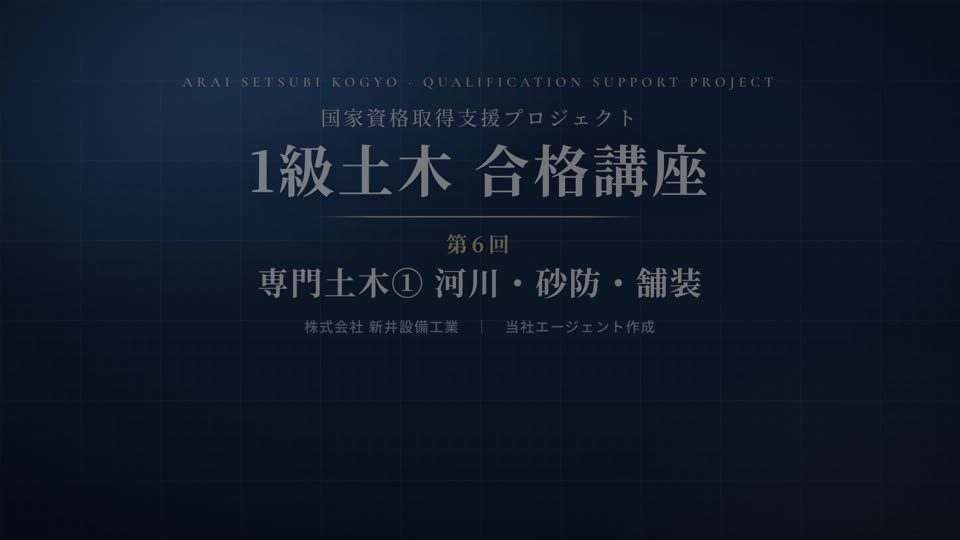 ARAI SETSUBI KOGYO · QUALIFICATION SUPPORT PROJECT
国家資格取得支援プロジェクト
1級土木 合格講座
第6回
専門土木① 河川・砂防・舗装
株式会社 新井設備工業 ｜ 当社エージェント作成